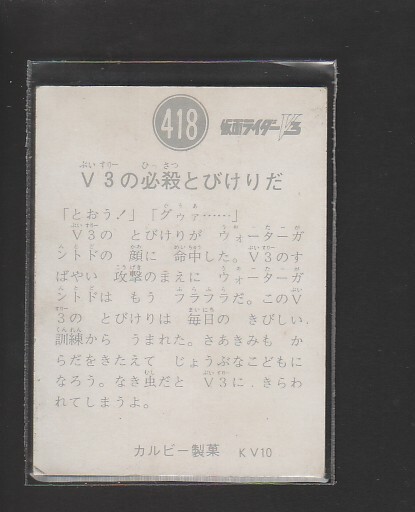 418
仮面ライダーV3
V3の必殺とびけりだ
「とおう!」「グゥァ……」
V3の とびけりが ウォーターガ
ントドの 顔に 命中した。V3のす
ばやい 攻撃のまえに ウォーターガ
ントドは もう フラフラだ。このV
3の とびけりは 毎日の きびしい
訓練から うまれた。さあきみも か
らだをきたえて じょうぶなこどもに
なろう。なき虫だと V3に、きらわ
れてしまうよ。
カルビー製菓 KV10